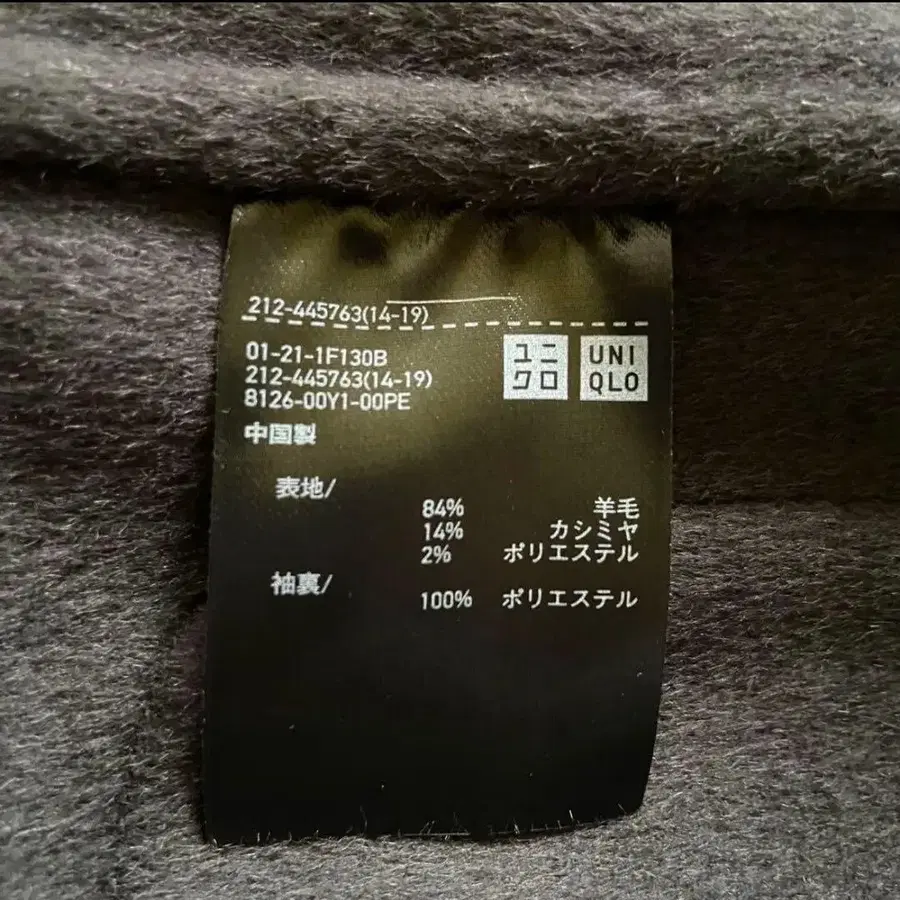 212-445763(14-19)
ユニ
クロ
UNI
QLO
01-21-1F130B
212-445763(14-19)
8126-00Y1-00PE
中国製
表地/
84% 羊毛
14% カシミヤ
2% ポリエステル
袖裏/
100% ポリエステル